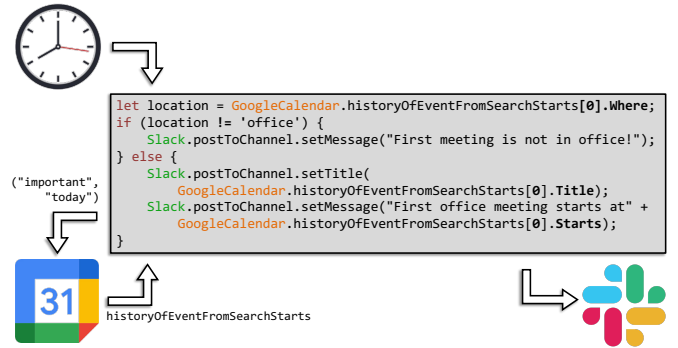 let location = GoogleCalendar.historyOfEventFromSearchStarts[0].Where;
if (location != 'office') {
    Slack.postToChannel.setMessage("First meeting is not in office!");
} else {
    Slack.postToChannel.setTitle(
        GoogleCalendar.historyOfEventFromSearchStarts[0].Title);
    Slack.postToChannel.setMessage("First office meeting starts at" +
        GoogleCalendar.historyOfEventFromSearchStarts[0].Starts);
}
("important",
"today")
31
historyOfEventFromSearchStarts